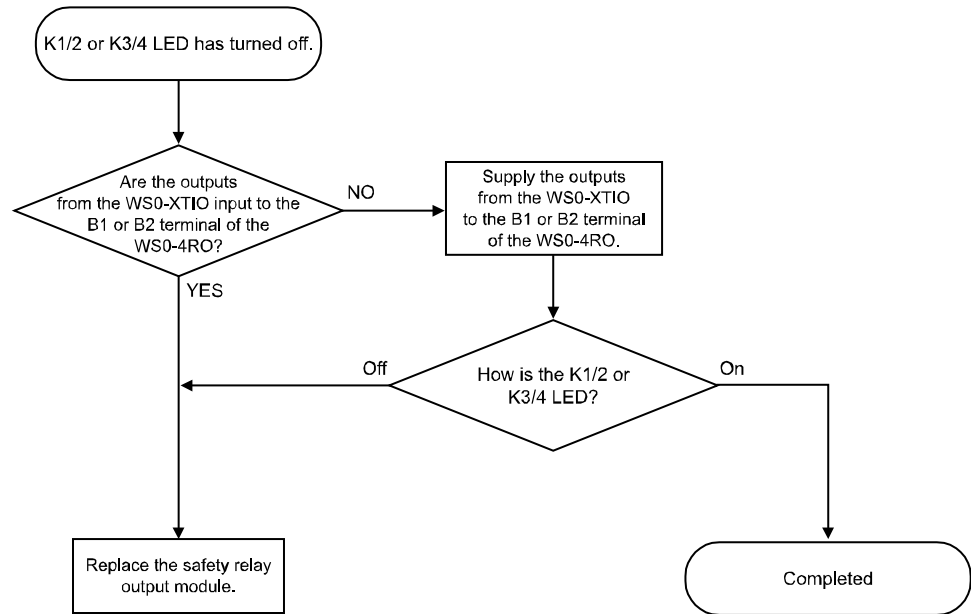 K1/2 or K3/4 LED has turned off.
Are the outputs
from the WS0-XTIO input to the
B1 or B2 terminal of the
WS0-4RO?
NO
Supply the outputs
from the WS0-XTIO
to the B1 or B2 terminal
of the WS0-4RO.
YES
Off
How is the K1/2 or
K3/4 LED?
On
Replace the safety relay
output module.
Completed